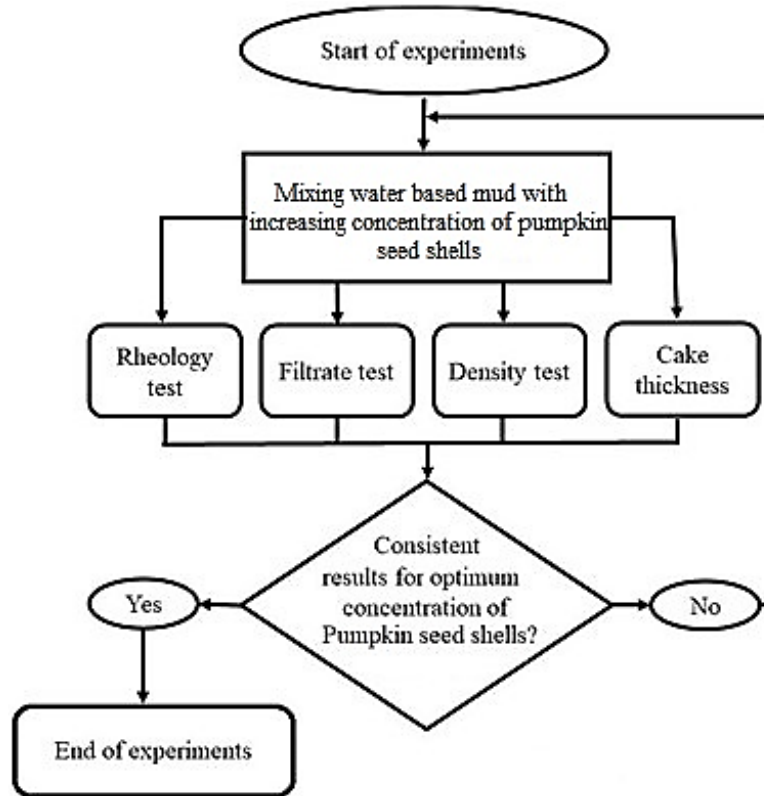 Start of experiments
Mixing water based mud with
increasing concentration of pumpkin
seed shells
Rheology
test
Filtrate test
Density test
Cake
thickness
Consistent
results for optimum
concentration of
Pumpkin seed shells?
Yes
No
End of experiments